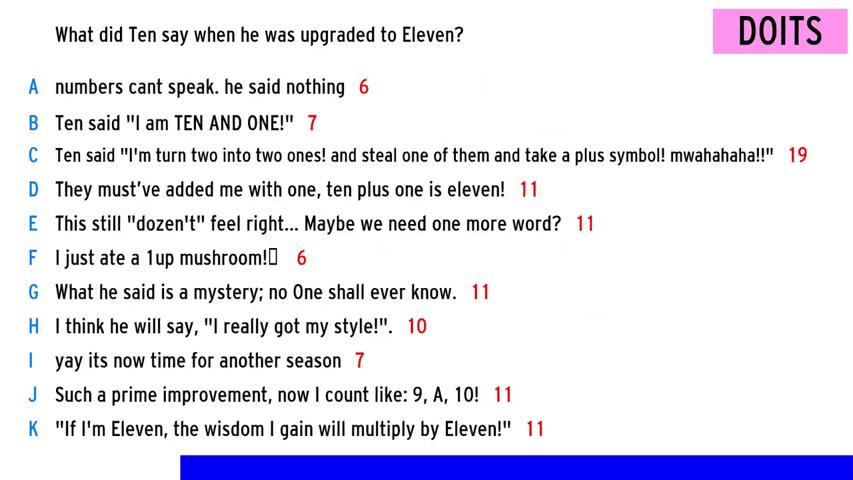 What did Ten say when he was upgraded to Eleven?
DOITS
A numbers cant speak. he said nothing 6
B Ten said "I am TEN AND ONE!" 7
C Ten said "I'm turn two into two ones! and steal one of them and take a plus symbol! mwahahaha!!" 19
D They must've added me with one, ten plus one is eleven! 11
E This still "dozen't" feel right... Maybe we need one more word? 11
F I just ate a 1up mushroom!▯ 6
G What he said is a mystery; no One shall ever know. 11
H I think he will say, "I really got my style!". 10
I yay its now time for another season 7
J Such a prime improvement, now I count like: 9, A, 10! 11
K "If I'm Eleven, the wisdom I gain will multiply by Eleven!" 11